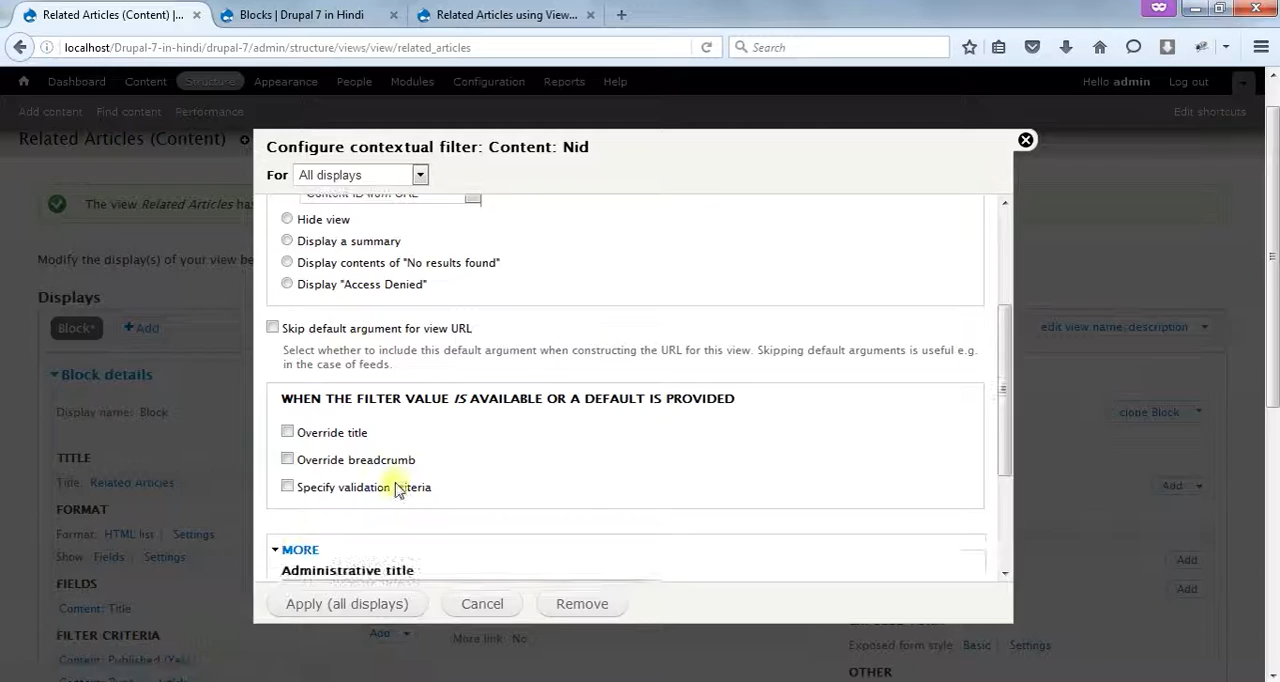 Related Articles (Content) |...
Blocks | Drupal 7 in Hindi
Related Articles using View...
localhost/Drupal-7-in-hindi/drupal-7/admin/structure/views/view/related_articles
Search
Dashboard
Content
Structure
Appearance
People
Modules
Configuration
Reports
Help
Hello admin
Log out
Add content
Find content
Performance
Edit shortcuts
Related Articles (Content)
Configure contextual filter: Content: Nid
For
All displays
Content ID from URL
Hide view
The view Related Articles has
Display a summary
Modify the display(s) of your view be
Display contents of "No results found"
Display "Access Denied"
Displays
Block*
Add
Skip default argument for view URL
edit view name/description
Select whether to include this default argument when constructing the URL for this view. Skipping default arguments is useful e.g.
in the case of feeds.
Block details
WHEN THE FILTER VALUE IS AVAILABLE OR A DEFAULT IS PROVIDED
Display name: Block
clone Block
Override title
TITLE
Override breadcrumb
Title: Related Articles
Specify validation criteria
Add
FORMAT
Format: HTML list | Settings
MORE
Show: Fields | Settings
Add
Administrative title
FIELDS
Add
Content: Title
Apply (all displays)
Cancel
Remove
FILTER CRITERIA
Add
More link: No
Exposed form style: Basic | Settings
Content: Published (Yes)
OTHER